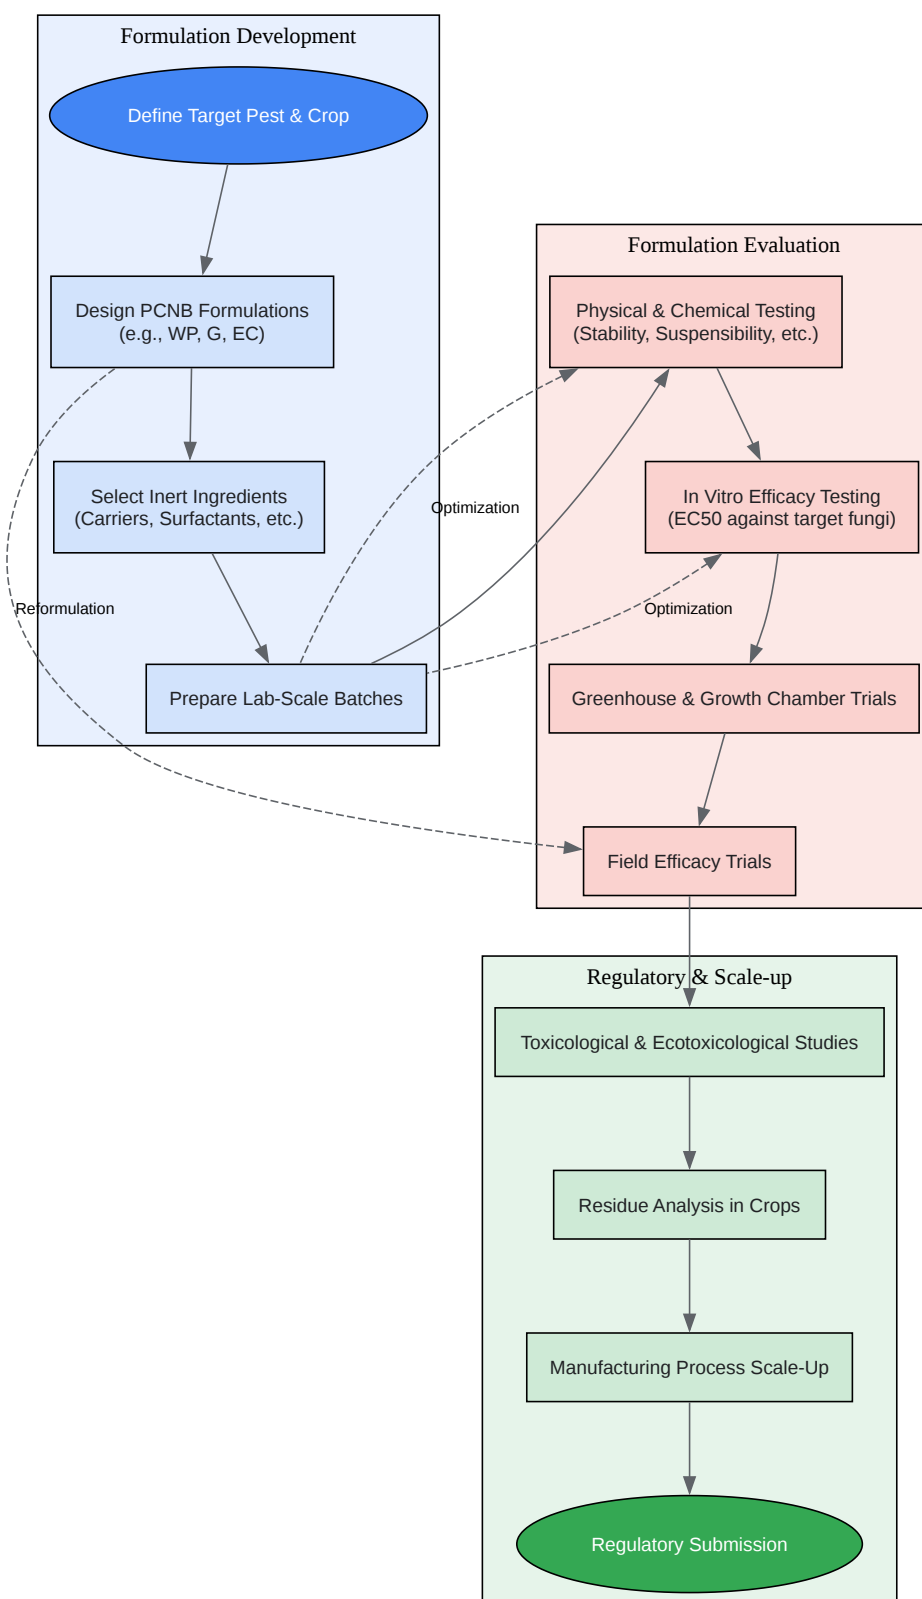 Formulation Development
Define Target Pest & Crop
Design PCNB Formulations
(e.g., WP, G, EC)
Select Inert Ingredients
(Carriers, Surfactants, etc.)
Reformulation
Prepare Lab-Scale Batches
Optimization
Optimization
Formulation Evaluation
Physical & Chemical Testing
(Stability, Suspensibility, etc.)
In Vitro Efficacy Testing
(EC50 against target fungi)
Greenhouse & Growth Chamber Trials
Field Efficacy Trials
Regulatory & Scale-up
Toxicological & Ecotoxicological Studies
Residue Analysis in Crops
Manufacturing Process Scale-Up
Regulatory Submission